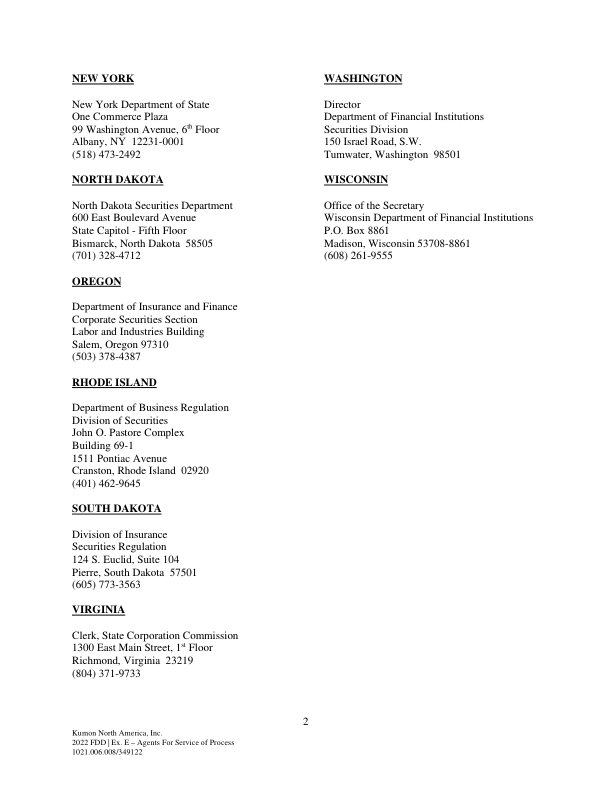 NEW YORK
New York Department of State
One Commerce Plaza
99 Washington Avenue, 6th Floor
Albany, NY  12231-0001
(518) 473-2492
NORTH DAKOTA
North Dakota Securities Department
600 East Boulevard Avenue
State Capitol - Fifth Floor
Bismarck, North Dakota  58505
(701) 328-4712
OREGON
Department of Insurance and Finance
Corporate Securities Section
Labor and Industries Building
Salem, Oregon 97310
(503) 378-4387
RHODE ISLAND
Department of Business Regulation
Division of Securities
John O. Pastore Complex
Building 69-1
1511 Pontiac Avenue
Cranston, Rhode Island  02920
(401) 462-9645
SOUTH DAKOTA
Division of Insurance
Securities Regulation
124 S. Euclid, Suite 104
Pierre, South Dakota  57501
(605) 773-3563
VIRGINIA
Clerk, State Corporation Commission
1300 East Main Street, 1st Floor
Richmond, Virginia  23219
(804) 371-9733
WASHINGTON
Director
Department of Financial Institutions
Securities Division
150 Israel Road, S.W.
Tumwater, Washington  98501
WISCONSIN
Office of the Secretary
Wisconsin Department of Financial Institutions
P.O. Box 8861
Madison, Wisconsin 53708-8861
(608) 261-9555
2
Kumon North America, Inc.
2022 FDD | Ex. E – Agents For Service of Process
1021.006.008/349122